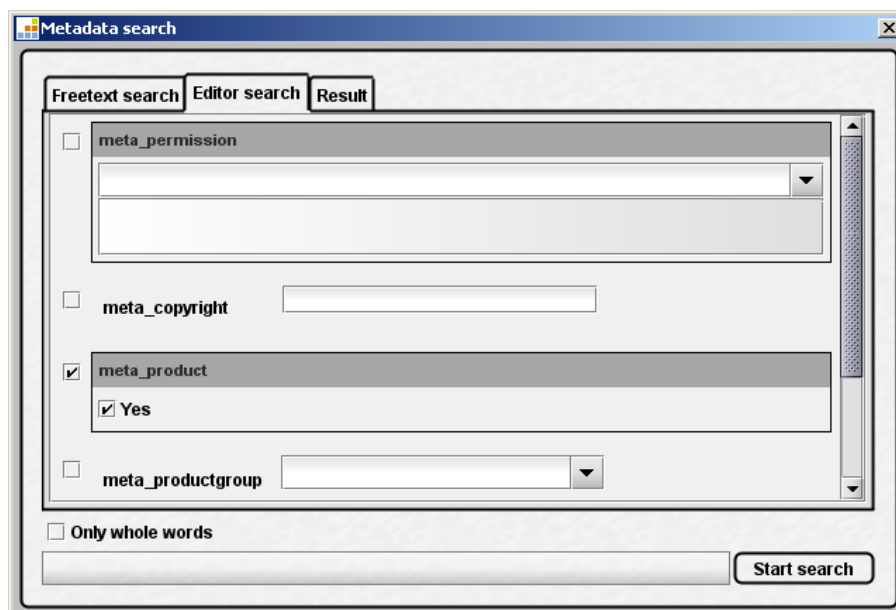 Metadata search
Freetext search Editor search Result
meta_permission
meta_copyright
meta_product
Yes
meta_productgroup
Only whole words
Start search